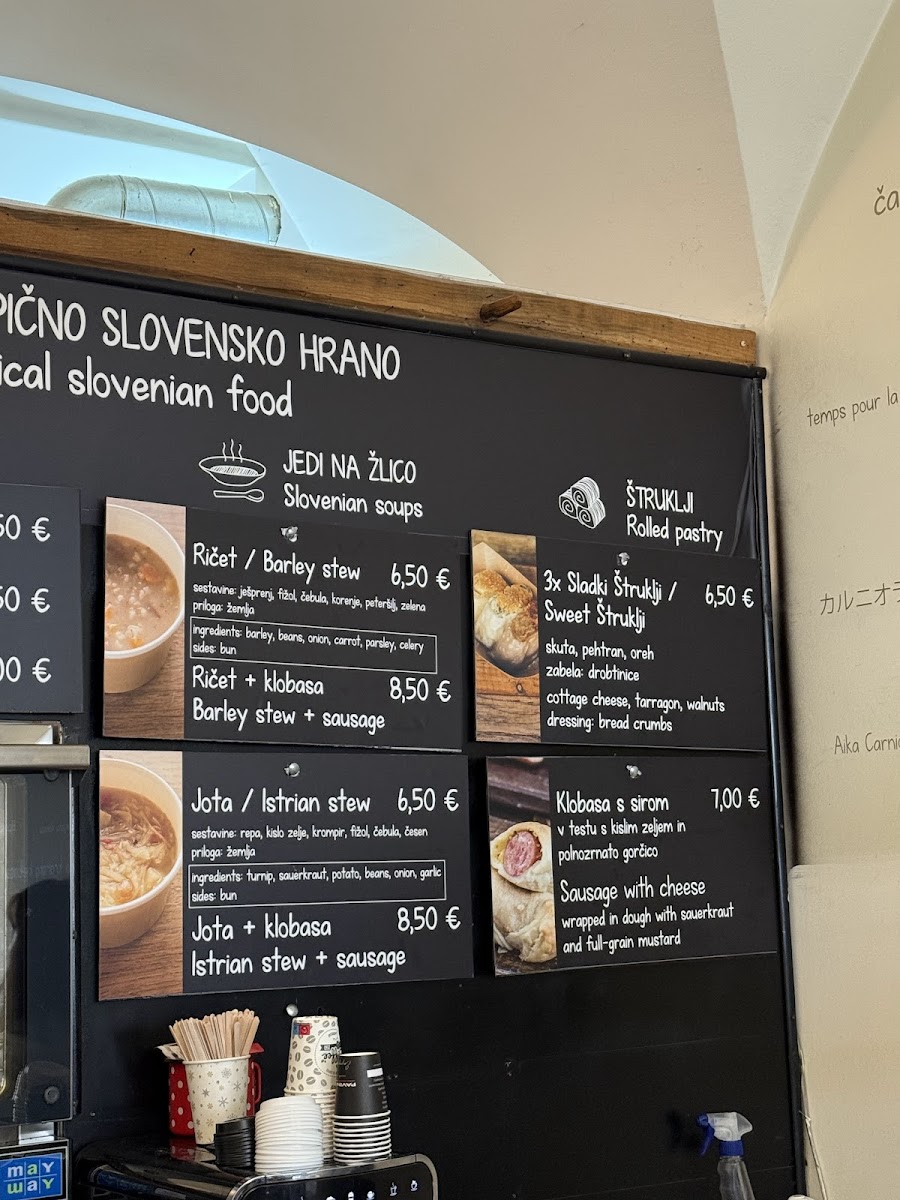 SLOVENSKO HRANO
slovenian food
JEDI NA ŽLICO
Slovenian soups
ŠTRUKLJI
Rolled pastry
Ričet / Barley stew 6,50 €
sestavine: ješprenj, fižol, čebula, korenje, peteršilj, zelena
priloga: žemlja
ingredients: barley, beans, onion, carrot, parsley, celery
sides: bun
Ričet + klobasa 8,50 €
Barley stew + sausage
Jota / Istrian stew 6,50 €
sestavine: repa, kislo zelje, krompir, fižol, čebula, česen
priloga: žemlja
ingredients: turnip, sauerkraut, potato, beans, onion, garlic
sides: bun
Jota + klobasa 8,50 €
Istrian stew + sausage
3x Sladki Štruklji / 6,50 €
Sweet Štruklji
skuta, pehtran, oreh
zabela: drobtinice
cottage cheese, tarragon, walnuts
dressing: bread crumbs
Klobasa s sirom 7,00 €
v testu s kislim zeljem in
polnozrnato gorčico
Sausage with cheese
wrapped in dough with sauerkraut
and full-grain mustard
temps pour la
カルニオラ
Aika
may
way